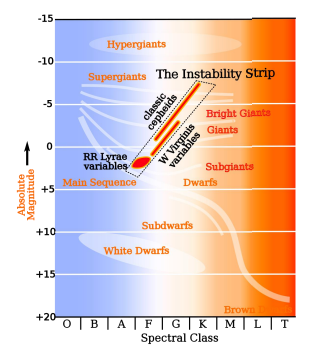 -15
Hypergiants
-10
The Instability Strip
Supergiants
-5
classic
cepheids
Bright Giants
Giants
W Virginis
variables
0
RR Lyrae
variables
Subgiants
Main Sequence
Dwarfs
+5
Absolute
Magnitude
Subdwarfs
+10
White Dwarfs
+15
Brown
+20
O B A F G K M L T
Spectral Class